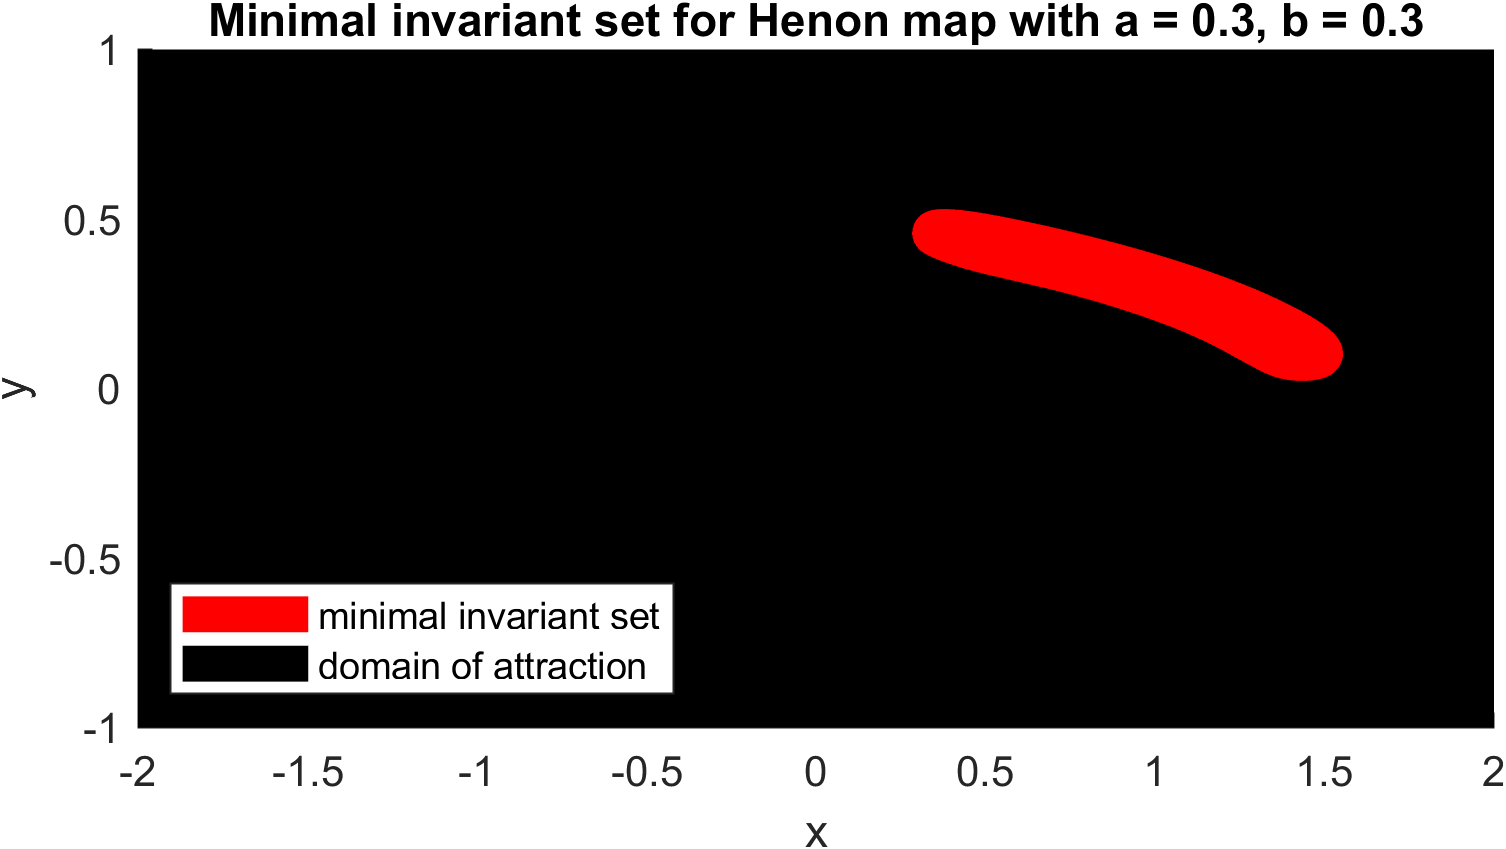 Minimal invariant set for Henon map with a = 0.3, b = 0.3
1
0.5
0
-0.5
-1
y
minimal invariant set
domain of attraction
-2 -1.5 -1 -0.5 0 0.5 1 1.5 2
x